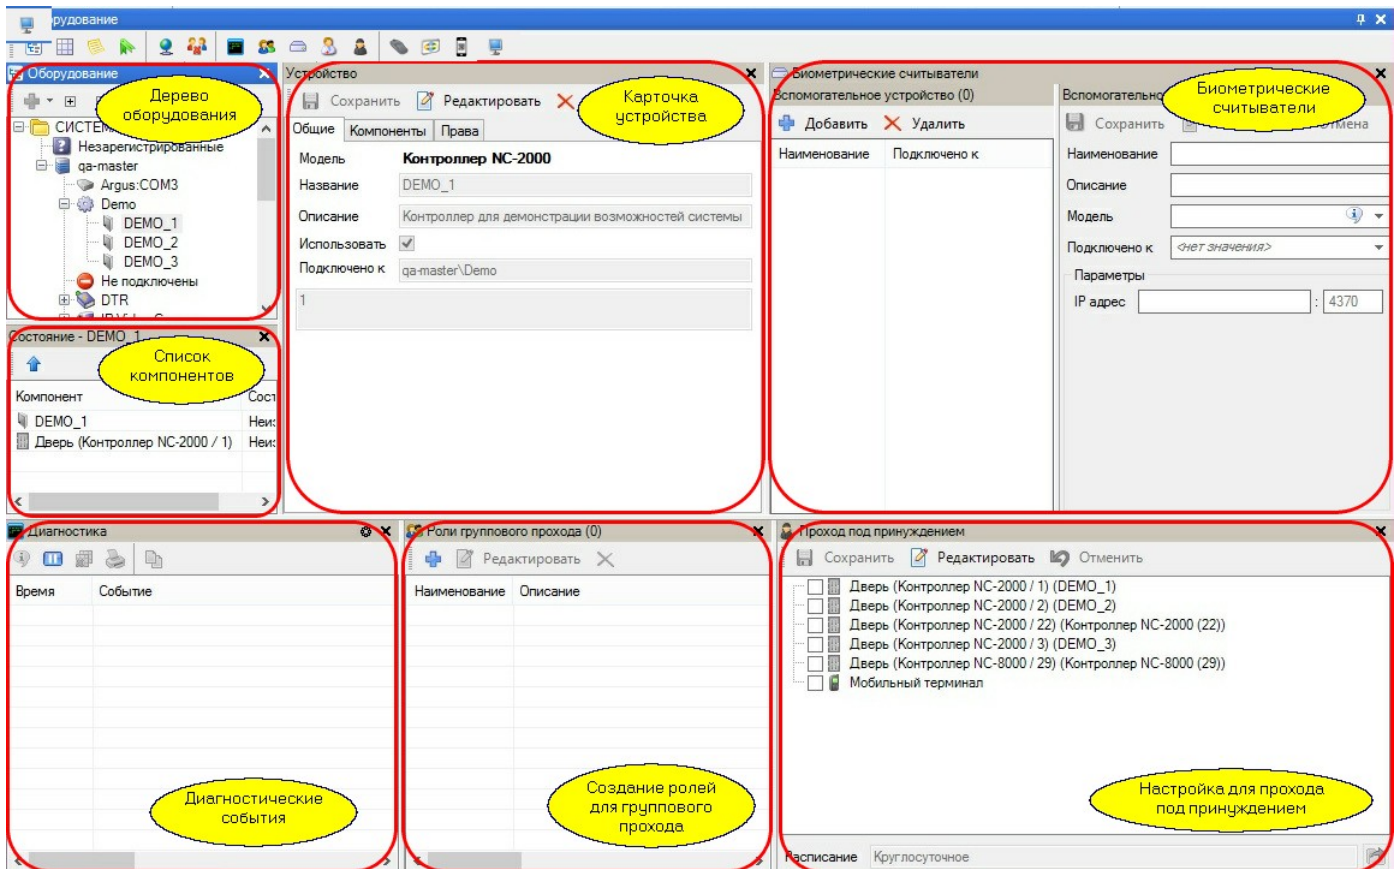 рудование
Оборудование
Дерево
оборудования
СИСТЕМ
Незарегистрированные
qa-master
Argus:COM3
Demo
DEMO_1
DEMO_2
DEMO_3
Не подключены
DTR
Состояние - DEMO_1
Список
компонентов
Компонент Сост
DEMO_1 Неиз
Дверь (Контроллер NC-2000 / 1) Неиз
Устройство
Сохранить Редактировать
Карточка
устройства
Общие Компоненты Права
Модель Контроллер NC-2000
Название DEMO_1
Описание Контроллер для демонстрации возможностей системы
Использовать
Подключено к qa-master\Demo
1
Биометрические считыватели
Вспомогательное устройство (0)
Добавить Удалить
Наименование Подключено к
Вспомогательно
Биометрические
считыватели
Сохранить мена
Наименование
Описание
Модель
Подключено к <нет значения>
Параметры
IP адрес : 4370
Диагностика
Время Событие
Диагностические
события
Роли группового прохода (0)
Редактировать
Наименование Описание
Создание ролей
для группового
прохода
Проход под принуждением
Сохранить Редактировать Отменить
Дверь (Контроллер NC-2000 / 1) (DEMO_1)
Дверь (Контроллер NC-2000 / 2) (DEMO_2)
Дверь (Контроллер NC-2000 / 22) (Контроллер NC-2000 (22))
Дверь (Контроллер NC-2000 / 3) (DEMO_3)
Дверь (Контроллер NC-8000 / 29) (Контроллер NC-8000 (29))
Мобильный терминал
Настройка для прохода
под принуждением
Расписание Круглосуточное